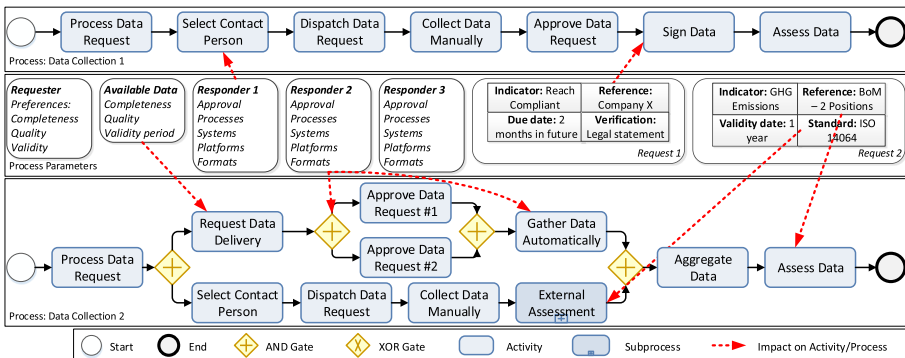 Start
Process Data
Request
Select Contact
Person
Dispatch Data
Request
Collect Data
Manually
Approve Data
Request
Sign Data
Assess Data
End
Process: Data Collection 1
Requester
Preferences:
Completeness
Quality
Validity
Available Data
Completeness
Quality
Validity period
Responder 1
Approval
Processes
Systems
Platforms
Formats
Responder 2
Approval
Processes
Systems
Platforms
Formats
Responder 3
Approval
Processes
Systems
Platforms
Formats
Indicator: Reach
Compliant
Reference:
Company X
Due date: 2
months in future
Verification:
Legal statement
Request 1
Indicator: GHG
Emissions
Reference: BoM
– 2 Positions
Validity date: 1
year
Standard: ISO
14064
Request 2
Process Parameters
Start
Process Data
Request
Request Data
Delivery
Approve Data
Request #1
Approve Data
Request #2
Gather Data
Automatically
Select Contact
Person
Dispatch Data
Request
Collect Data
Manually
External
Assessment
Aggregate
Data
Assess Data
End
Process: Data Collection 2
Start
End
AND Gate
XOR Gate
Activity
Subprocess
Impact on Activity/Process